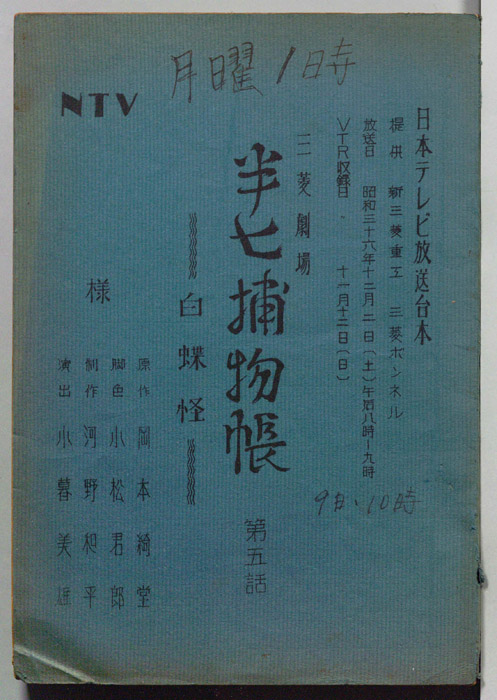 月曜1時
NTV
日本テレビ放送台本
提供 新三菱重工 三菱ボンネル
放送日 昭和三十六年十二月二日(土)午后八時―九時
VTR収録日・ 十一月十二日(日)
三菱劇場
半七捕物帳
白蝶怪
第五話
9日、10時
様
原作 岡本綺堂
脚色 小松君郎
制作 河野和平
演出 小暮美